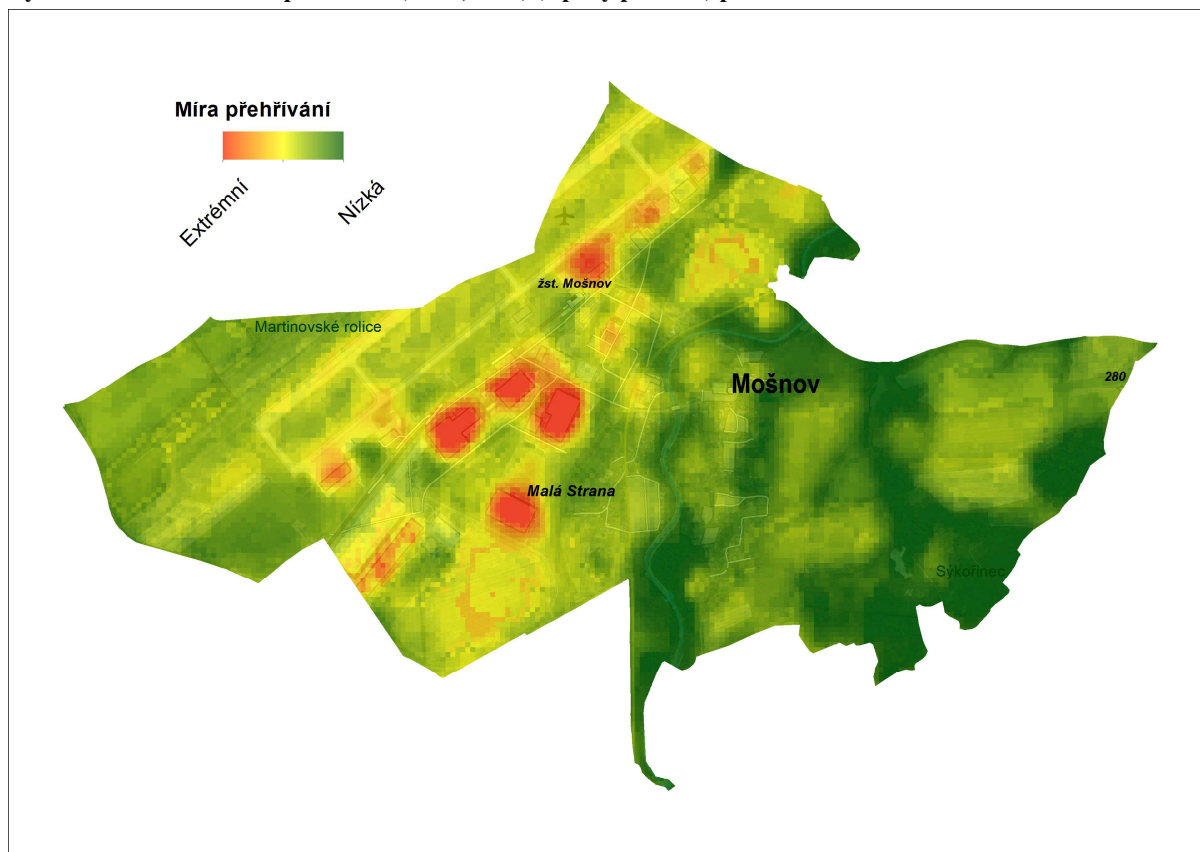 Míra přehřívání
Extrémní
Nízká
žst. Mošnov
Martinovské rolice
Mošnov
280
Malá Strana
Sýkořinec